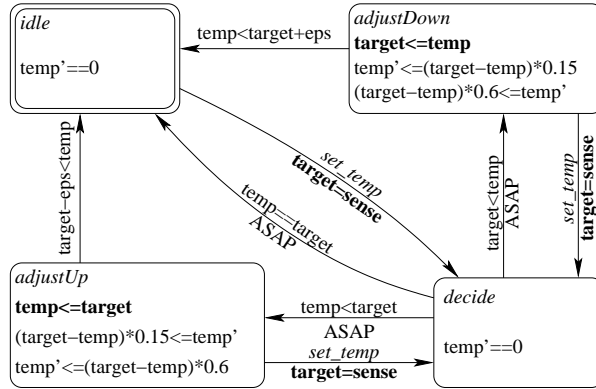 idle
temp'==0
temp<target+eps
adjustDown
target<=temp
temp'<=(target−temp)*0.15
(target−temp)*0.6<=temp'
target−eps<temp
set_temp
target=sense
temp==target
ASAP
target<temp
ASAP
set_temp
target=sense
adjustUp
temp<=target
(target−temp)*0.15<=temp'
temp'<=(target−temp)*0.6
temp<target
ASAP
set_temp
target=sense
decide
temp'==0